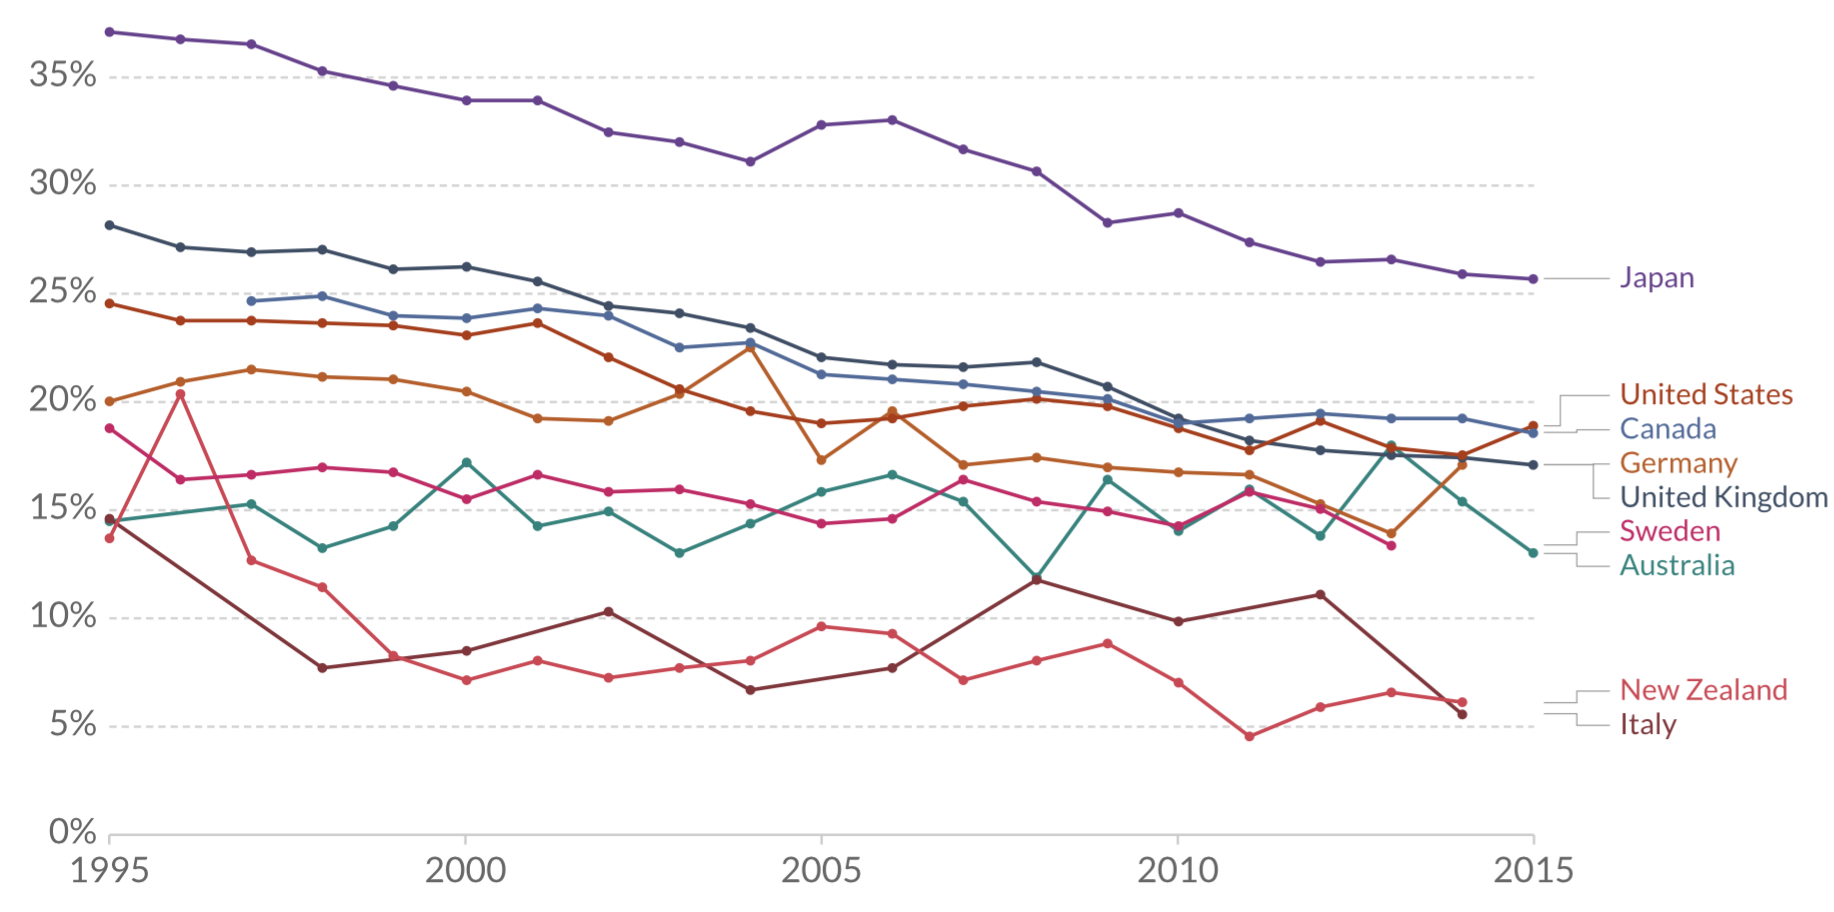 35%
30%
25%
20%
15%
10%
5%
0%
1995 2000 2005 2010 2015
Japan
United States
Canada
Germany
United Kingdom
Sweden
Australia
New Zealand
Italy